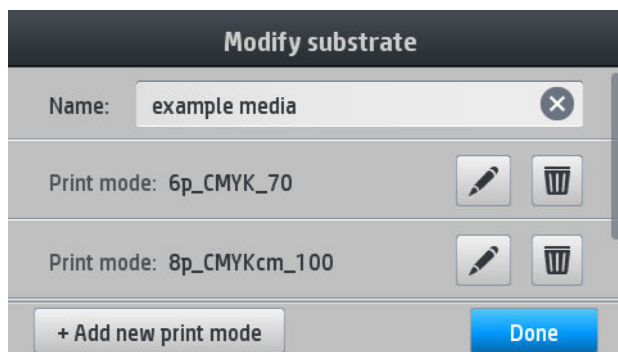 Modify substrate
Name: example media
Print mode: 6p_CMYK_70
Print mode: 8p_CMYKcm_100
+ Add new print mode Done